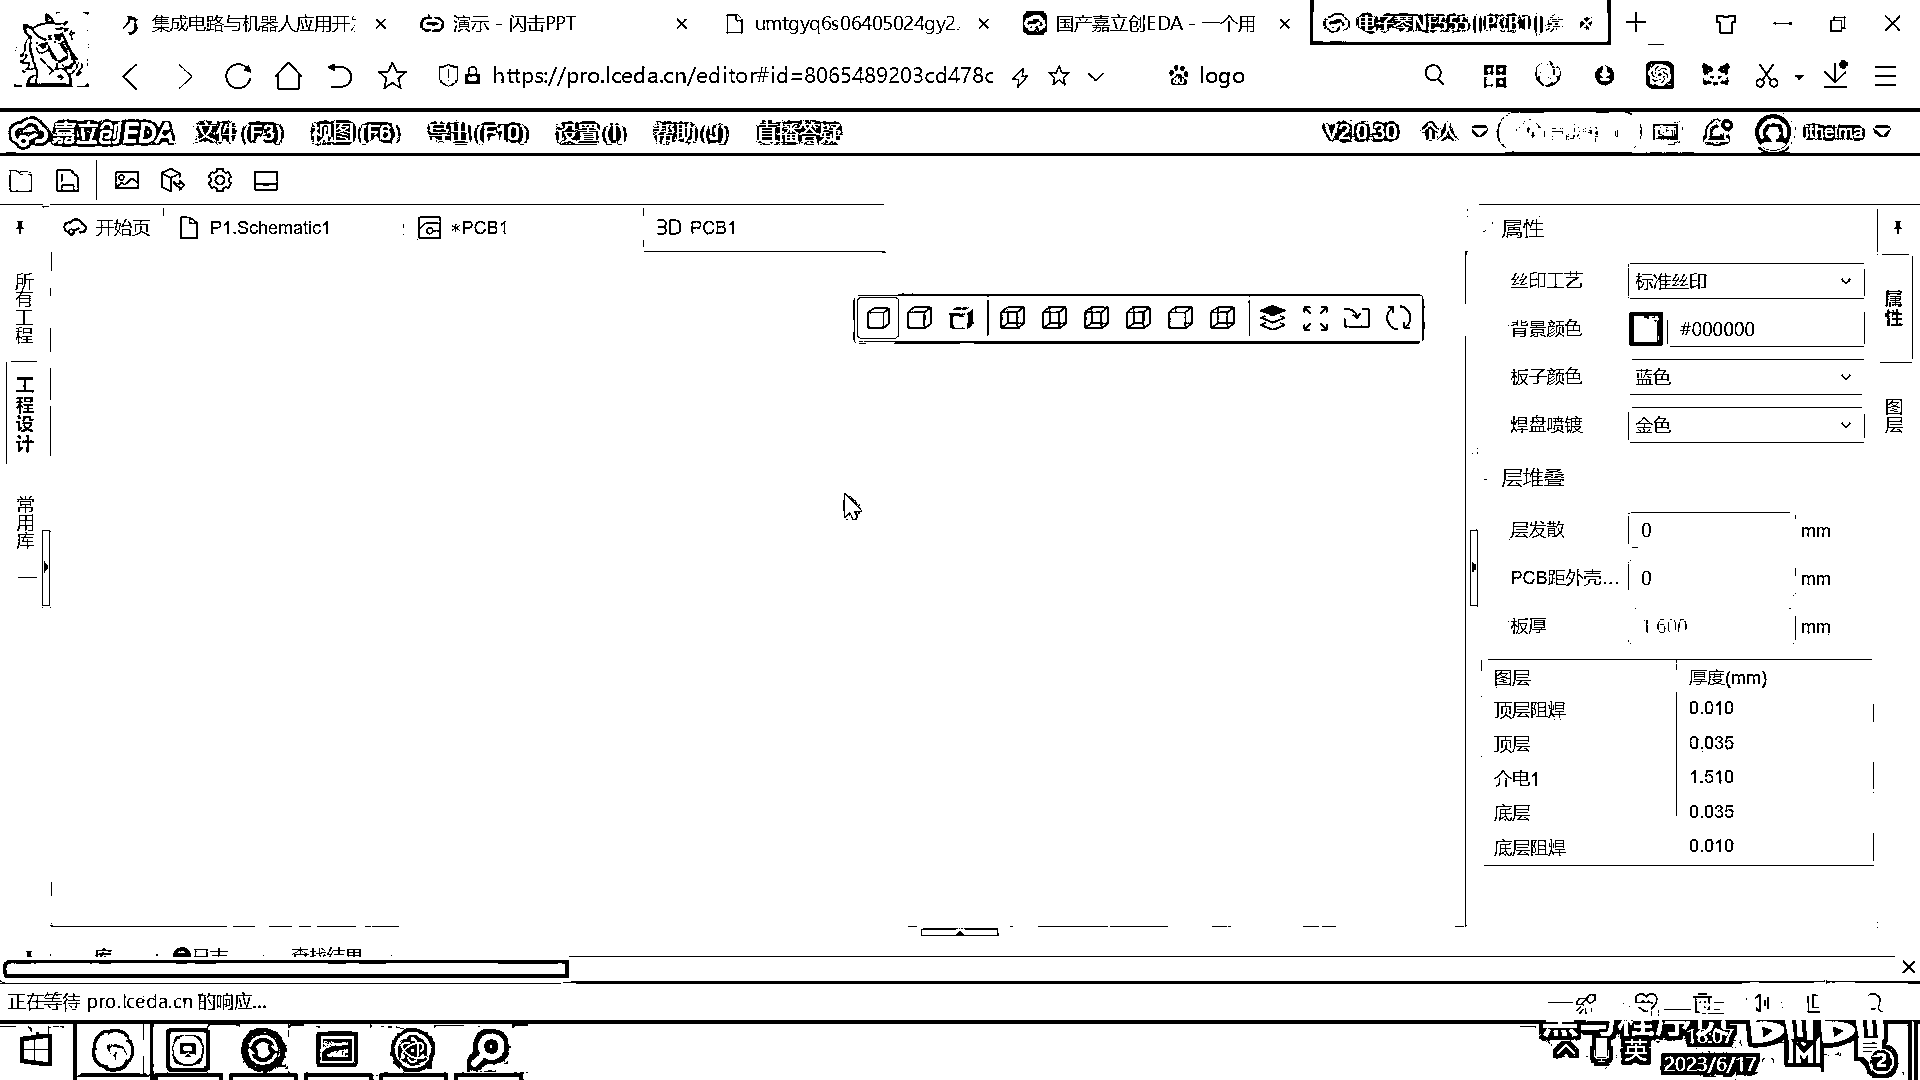 集成电路与机器人应用开发
演示 - 闪击PPT
umtgyq6s06405024gy2.
国产嘉立创EDA - 一个用
电子琴NE555 | PCB1 | 嘉
https://pro.lceda.cn/editor#id=8065489203cd478c
logo
嘉立创EDA
文件(F3)
视图(F6)
导出(F10)
设置(I)
帮助(J)
直播答疑
V2.0.30
个人
itheima
开始页
P1.Schematic1
*PCB1
3D PCB1
所有工程
工程设计
常用库
属性
丝印工艺
标准丝印
背景颜色
#000000
板子颜色
蓝色
焊盘喷镀
金色
层堆叠
层发散
0
mm
PCB距外壳...
0
mm
板厚
1.600
mm
图层
厚度(mm)
顶层阻焊
0.010
顶层
0.035
介电1
1.510
底层
0.035
底层阻焊
0.010
属性
图层
库
日志
查找结果
正在等待 pro.lceda.cn 的响应...
英
16:07
2023/6/17
2